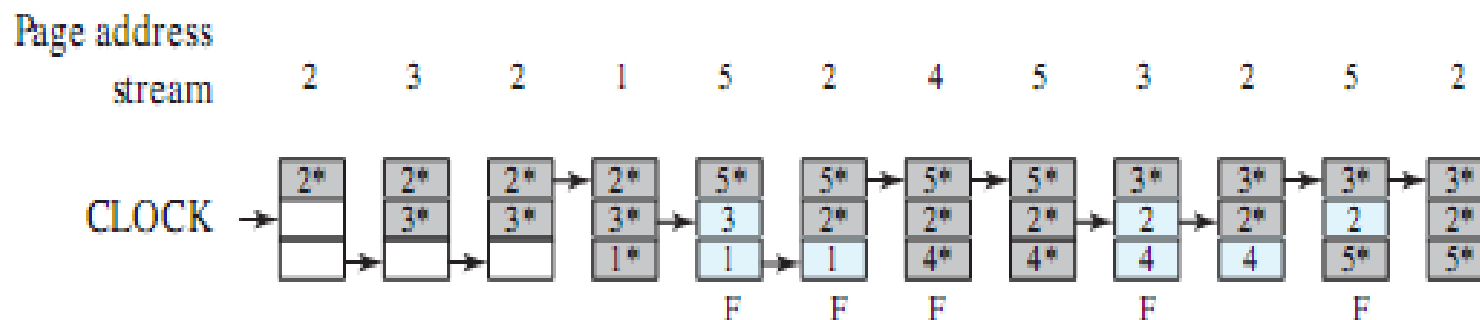 Page address
stream 2 3 2 1 5 2 4 5 3 2 5 2
2* 2* 2* 2* 5* 5* 5* 5* 3* 3* 3* 3*
CLOCK 3* 3* 3* 3 2* 2* 2* 2 2* 2 2*
1* 1 1 4* 4* 4 4 5* 5*
F F F F F